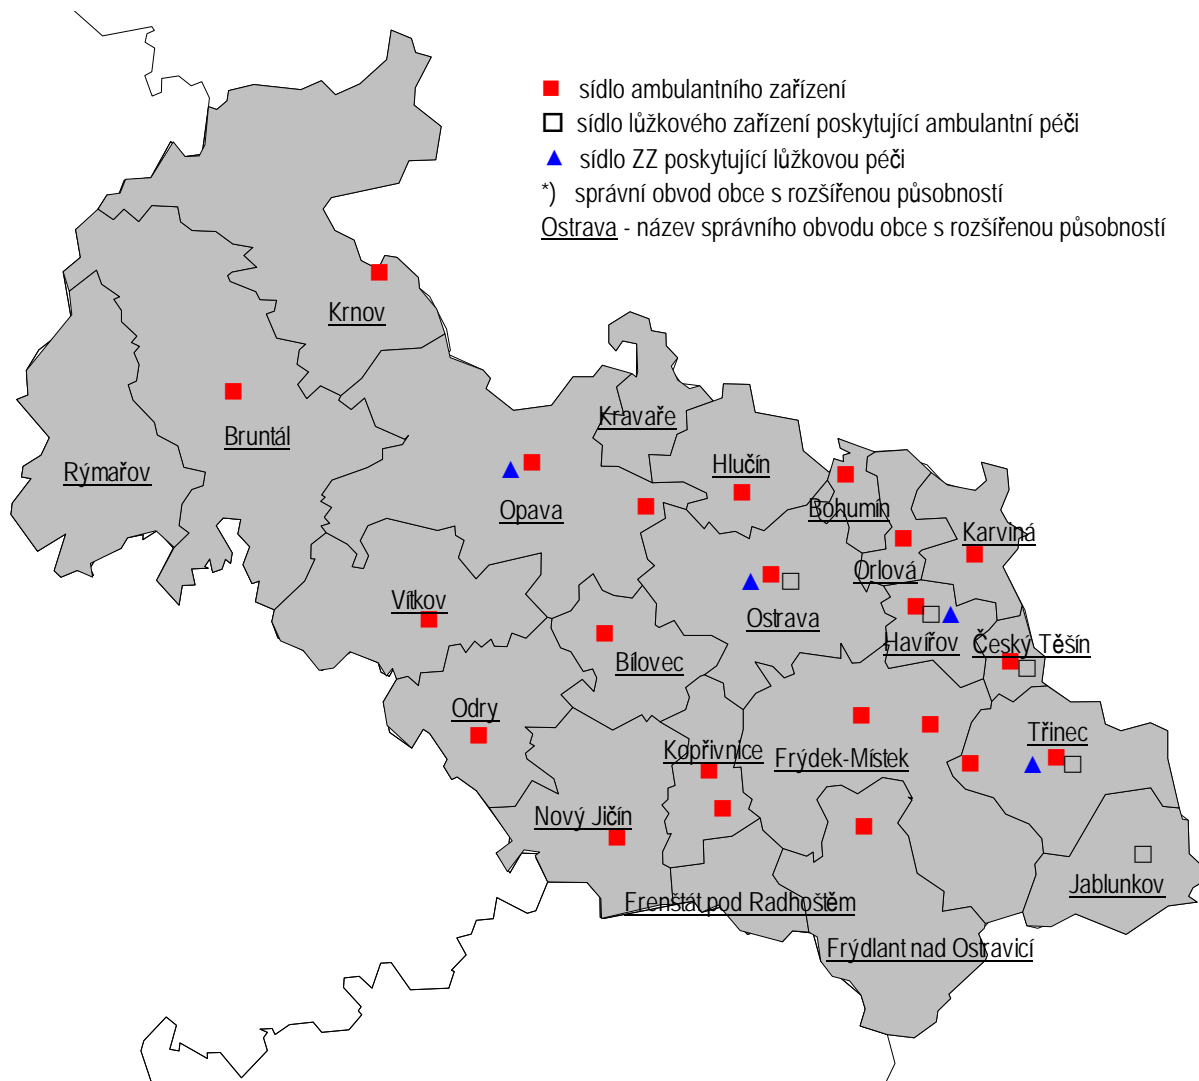 sídlo ambulantního zařízení
sídlo lůžkového zařízení poskytující ambulantní péči
sídlo ZZ poskytující lůžkovou péči
*) správní obvod obce s rozšířenou působností
Ostrava - název správního obvodu obce s rozšířenou působností
Krnov
Kravaře
Bruntál
Rýmařov
Hlučín
Opava
Bohumín
Karviná
Orlová
Vítkov
Ostrava
Havířov
Český Těšín
Bílovec
Odry
Třinec
Kopřivnice
Frýdek-Místek
Nový Jičín
Jablunkov
Frenštát pod Radhoštěm
Frýdlant nad Ostravicí